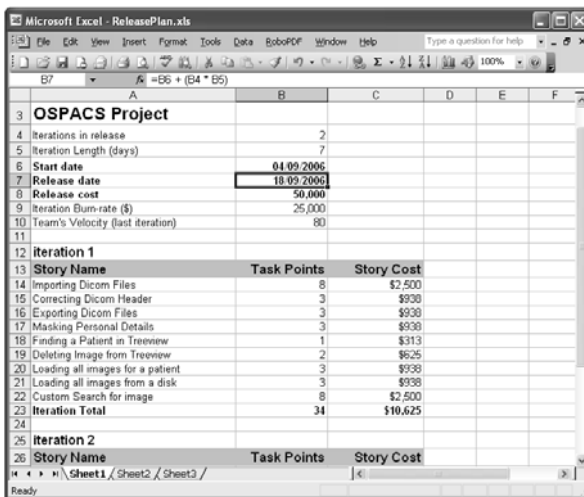 Microsoft Excel - ReleasePlan.xls
File Edit View Insert Format Tools Data RoboPDF Window Help Type a question for help
100%
B7 fx =B6 + (B4 * B5)
A B C D E F
3 OSPACS Project
4 Iterations in release 2
5 Iteration Length (days) 7
6 Start date 04/09/2006
7 Release date 18/09/2006
8 Release cost 50,000
9 Iteration Burn-rate ($) 25,000
10 Team's Velocity (last iteration) 80
11
12 iteration 1
13 Story Name Task Points Story Cost
14 Importing Dicom Files 8 $2,500
15 Correcting Dicom Header 3 $938
16 Exporting Dicom Files 3 $938
17 Masking Personal Details 3 $938
18 Finding a Patient in Treeview 1 $313
19 Deleting Image from Treeview 2 $625
20 Loading all images for a patient 3 $938
21 Loading all images from a disk 3 $938
22 Custom Search for image 8 $2,500
23 Iteration Total 34 $10,625
24
25 iteration 2
26 Story Name Task Points Story Cost
Sheet1 / Sheet2 / Sheet3 /
Ready